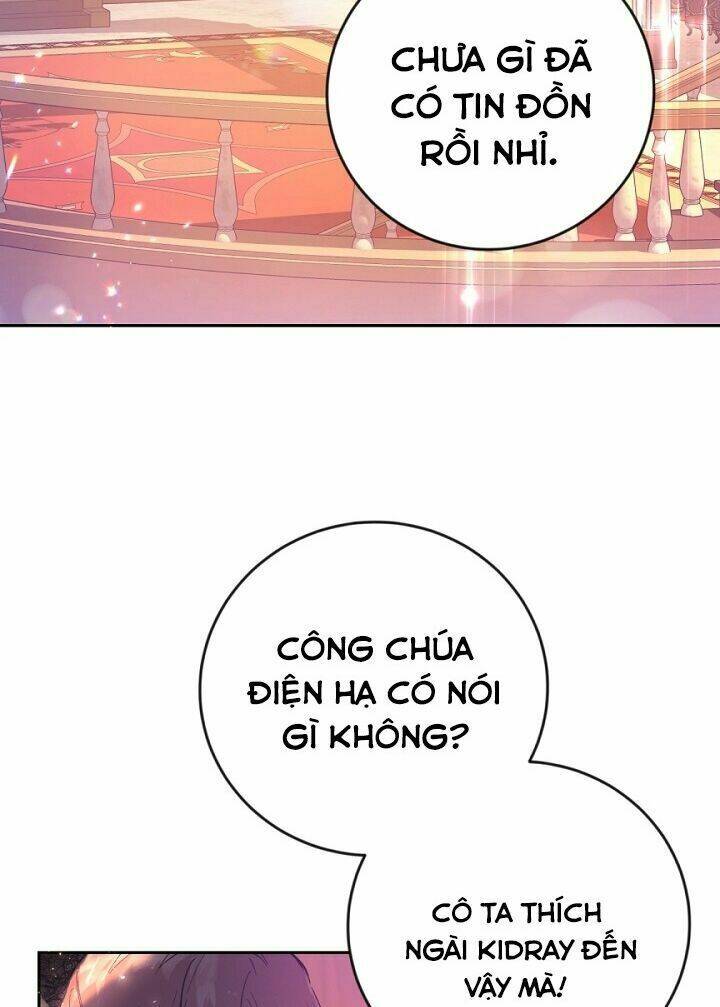 CHƯA GÌ ĐÃ
CÓ TIN ĐỒN
RỒI NHỈ.
CÔNG CHÚA
ĐIỆN HẠ CÓ NÓI
GÌ KHÔNG?
CÔ TA THÍCH
NGÀI KIDRAY ĐẾN
VẬY MÀ!